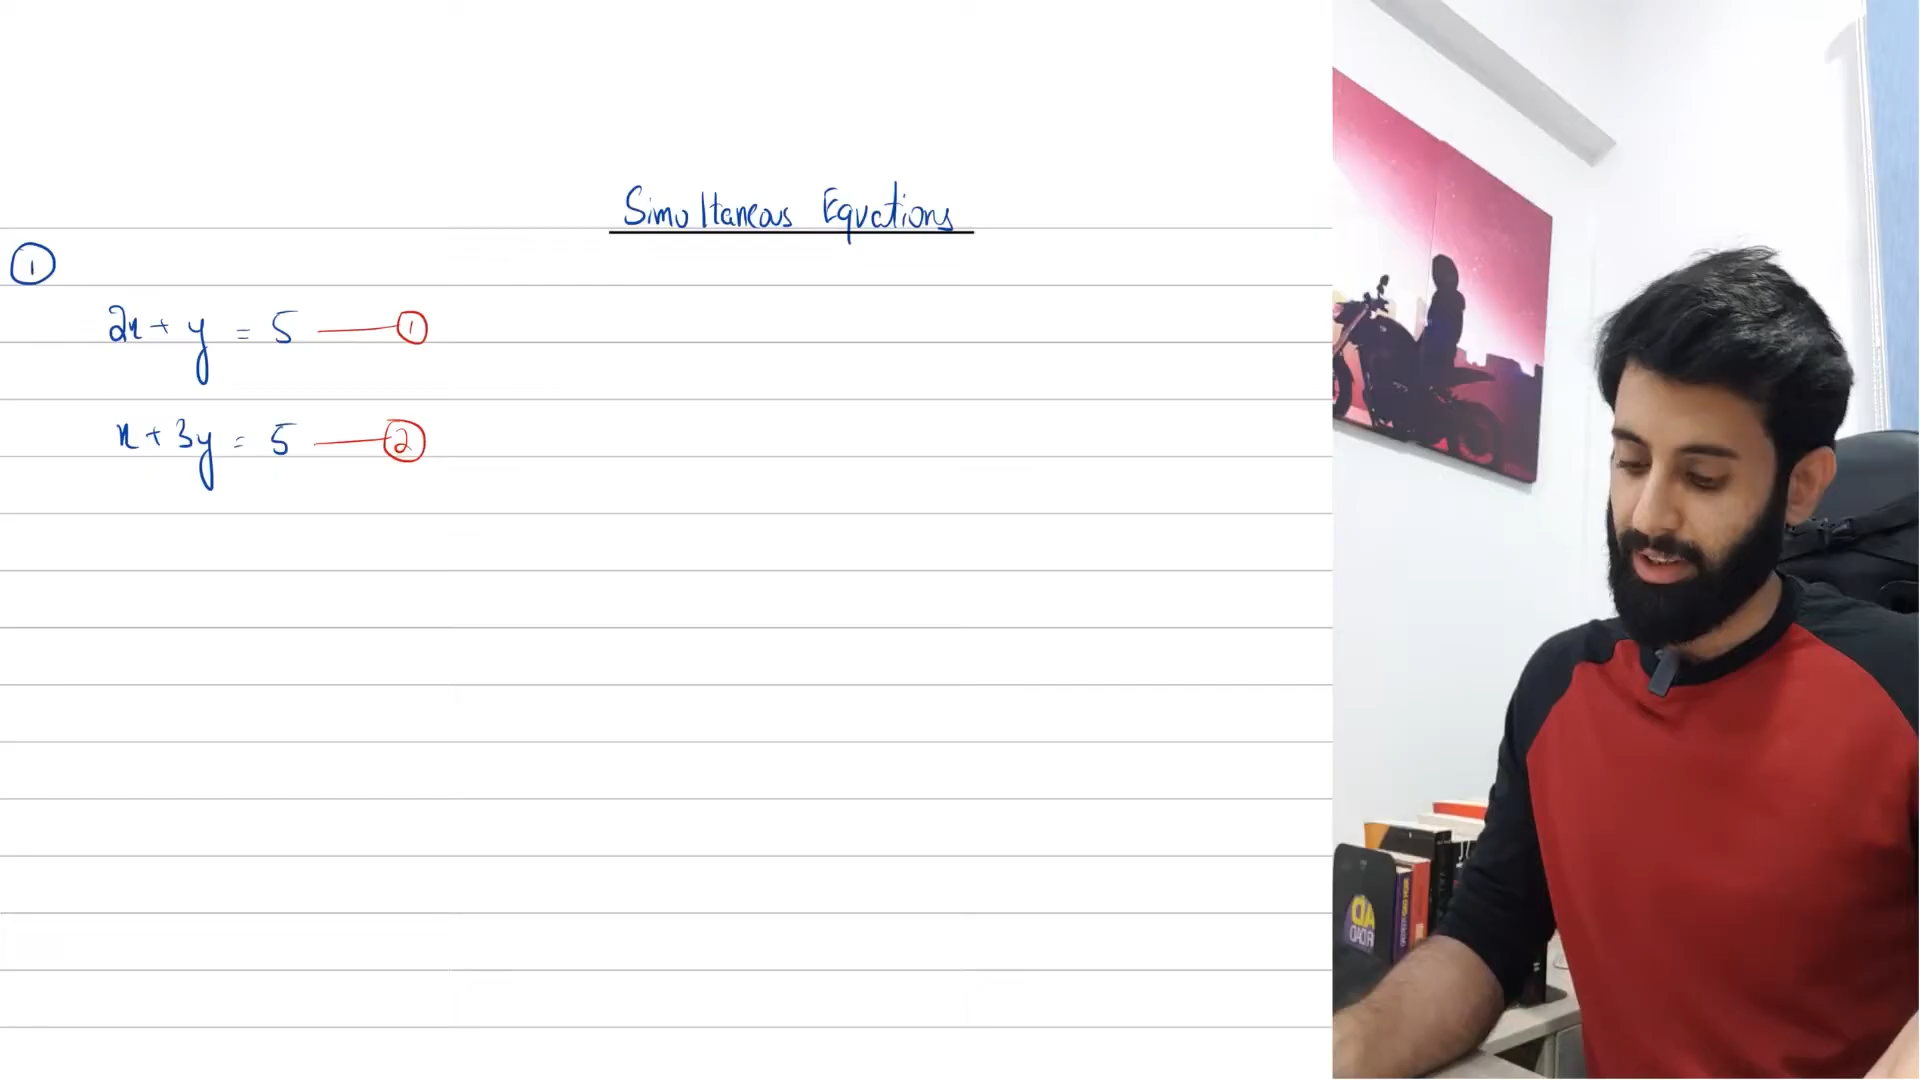 Simultaneous Equations
①
2x + y = 5 —— ①
x + 3y = 5 —— ②